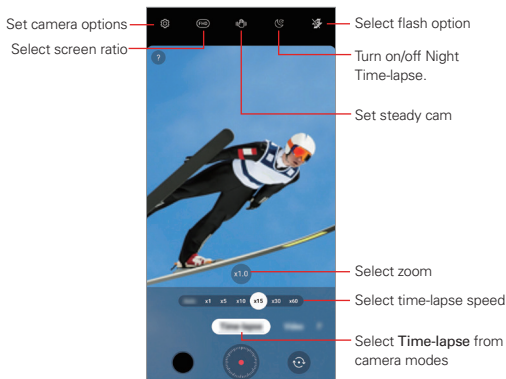 Set camera options
Select screen ratio
FHD
Select flash option
Turn on/off Night
Time-lapse.
Set steady cam
?
x1.0
Select zoom
x1 x5 x10 x15 x30 x60
Select time-lapse speed
Time-lapse Video
Select Time-lapse from
camera modes